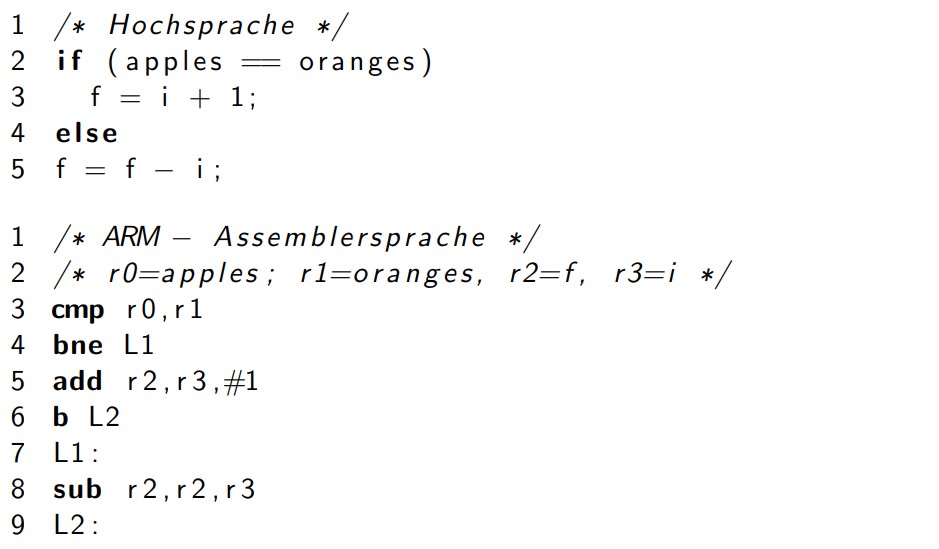 1 /* Hochsprache */
2 if (apples == oranges)
3 f = i + 1;
4 else
5 f = f − i;
1 /* ARM − Assemblersprache */
2 /* r0=apples; r1=oranges, r2=f, r3=i */
3 cmp r0,r1
4 bne L1
5 add r2,r3,#1
6 b L2
7 L1:
8 sub r2,r2,r3
9 L2: